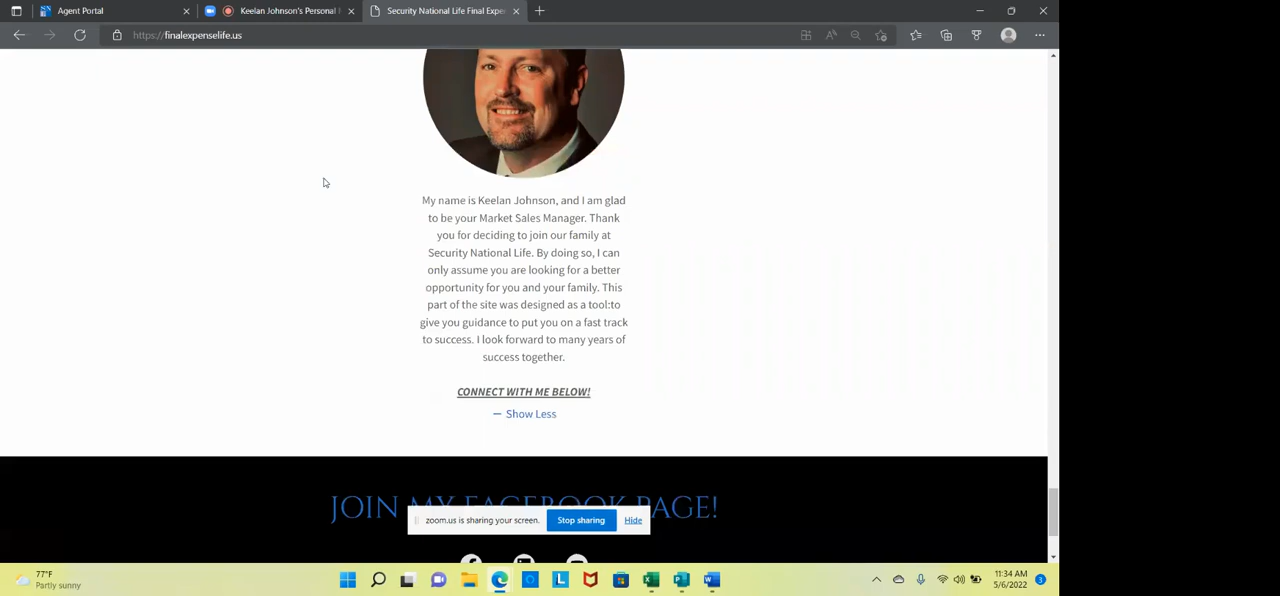 Agent Portal
Keelan Johnson's Personal
Security National Life Final Expe
https://finalexpenselife.us
My name is Keelan Johnson, and I am glad
to be your Market Sales Manager. Thank
you for deciding to join our family at
Security National Life. By doing so, I can
only assume you are looking for a better
opportunity for you and your family. This
part of the site was designed as a tool:to
give you guidance to put you on a fast track
to success. I look forward to many years of
success together.
CONNECT WITH ME BELOW!
— Show Less
JOIN MY FACEBOOK PAGE!
zoom.us is sharing your screen. Stop sharing Hide
77°F
Partly sunny
11:34 AM
5/6/2022
3